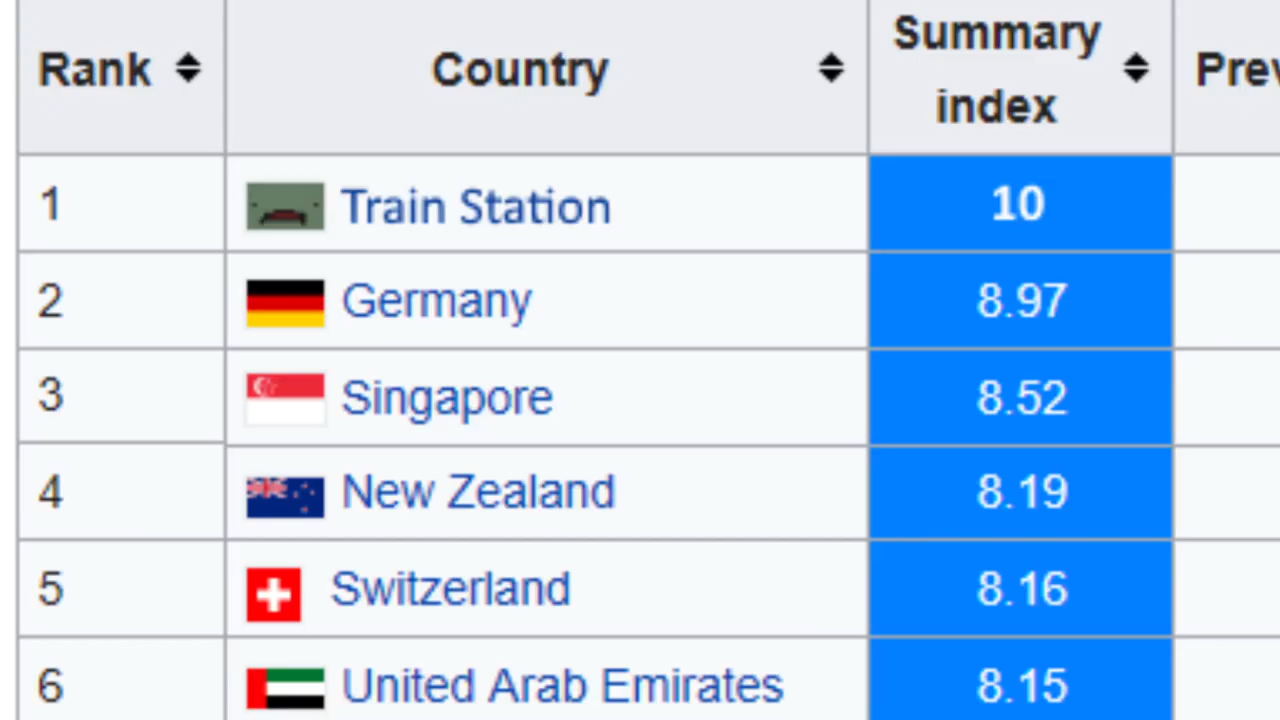 Rank Country Summary index Prev
1 Train Station 10
2 Germany 8.97
3 Singapore 8.52
4 New Zealand 8.19
5 Switzerland 8.16
6 United Arab Emirates 8.15